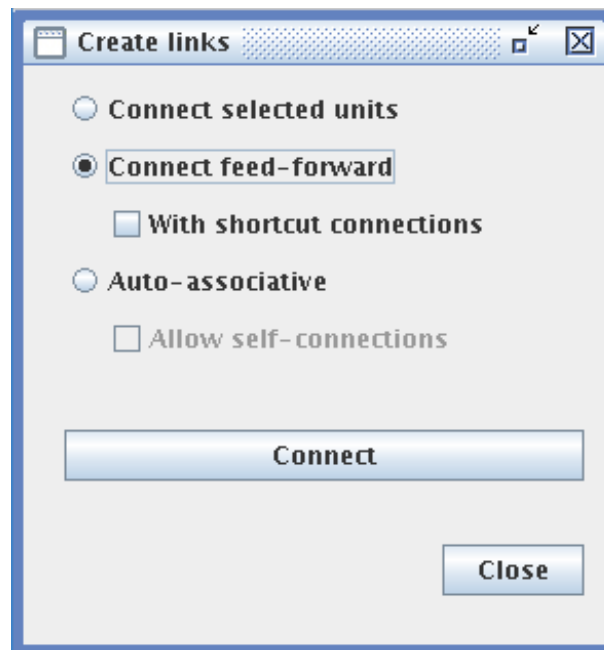 Create links
Connect selected units
Connect feed-forward
With shortcut connections
Auto-associative
Allow self-connections
Connect
Close